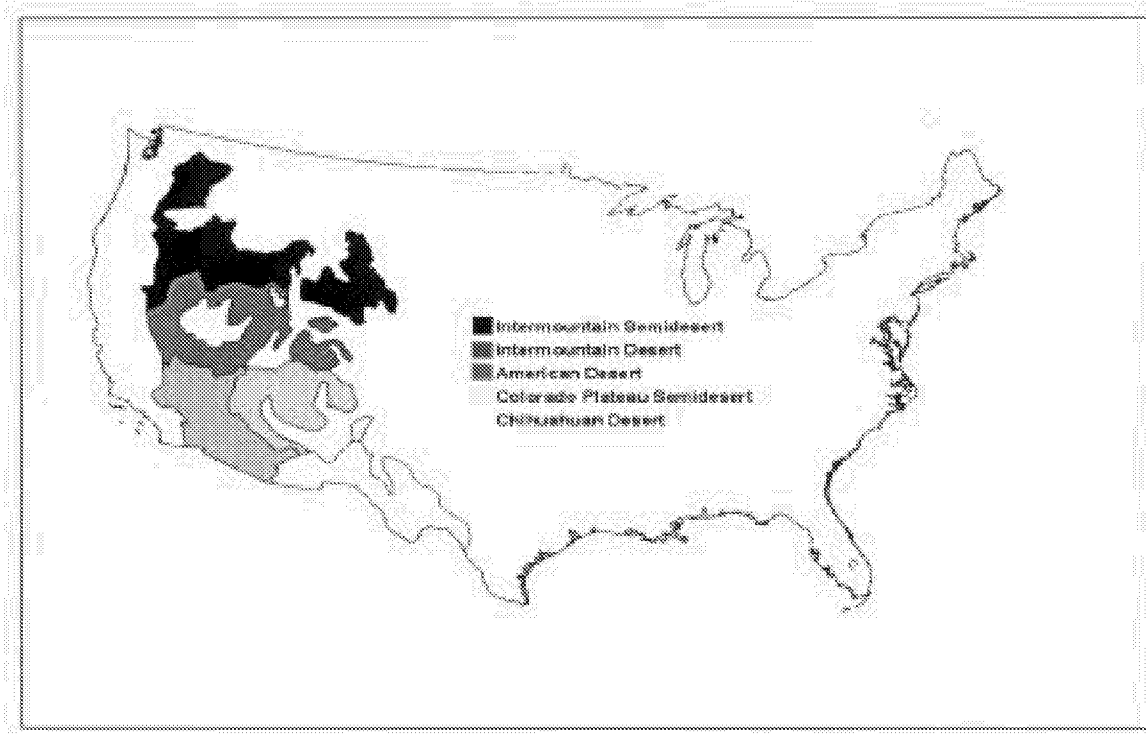 Intermountain Semidesert
Intermountain Desert
American Desert
Colorado Plateau Semidesert
Chihuahuan Desert